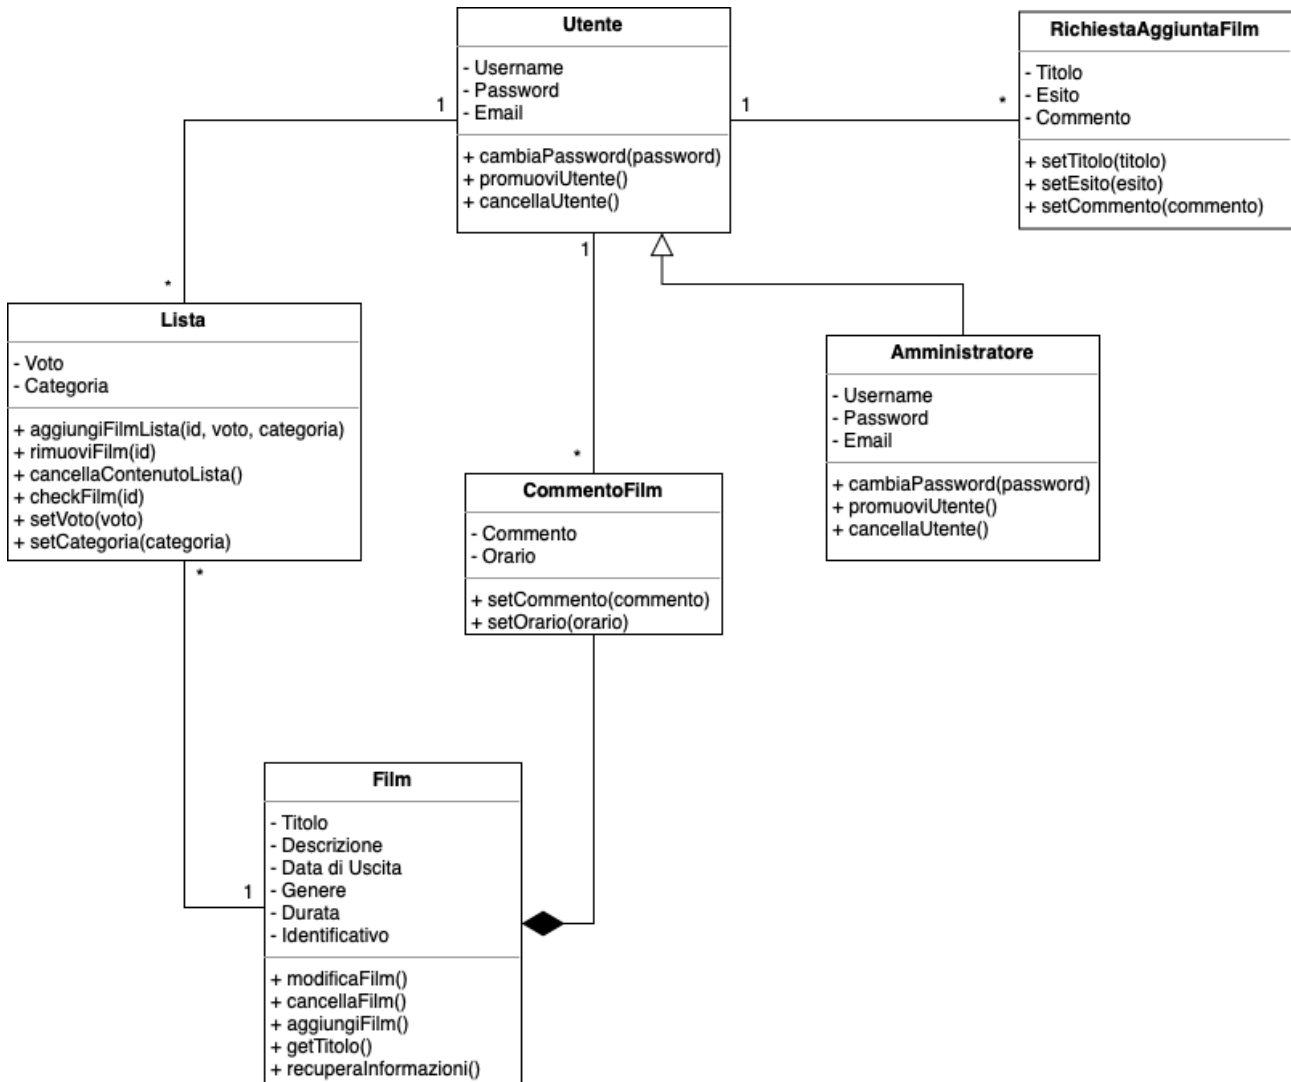 Utente
- Username
- Password
- Email
+ cambiaPassword(password)
+ promuoviUtente()
+ cancellaUtente()
RichiestaAggiuntaFilm
- Titolo
- Esito
- Commento
+ setTitolo(titolo)
+ setEsito(esito)
+ setCommento(commento)
1
1
*
1
*
Lista
- Voto
- Categoria
+ aggiungiFilmLista(id, voto, categoria)
+ rimuoviFilm(id)
+ cancellaContenutoLista()
+ checkFilm(id)
+ setVoto(voto)
+ setCategoria(categoria)
*
Amministratore
- Username
- Password
- Email
+ cambiaPassword(password)
+ promuoviUtente()
+ cancellaUtente()
*
CommentoFilm
- Commento
- Orario
+ setCommento(commento)
+ setOrario(orario)
1
Film
- Titolo
- Descrizione
- Data di Uscita
- Genere
- Durata
- Identificativo
+ modificaFilm()
+ cancellaFilm()
+ aggiungiFilm()
+ getTitolo()
+ recuperaInformazioni()